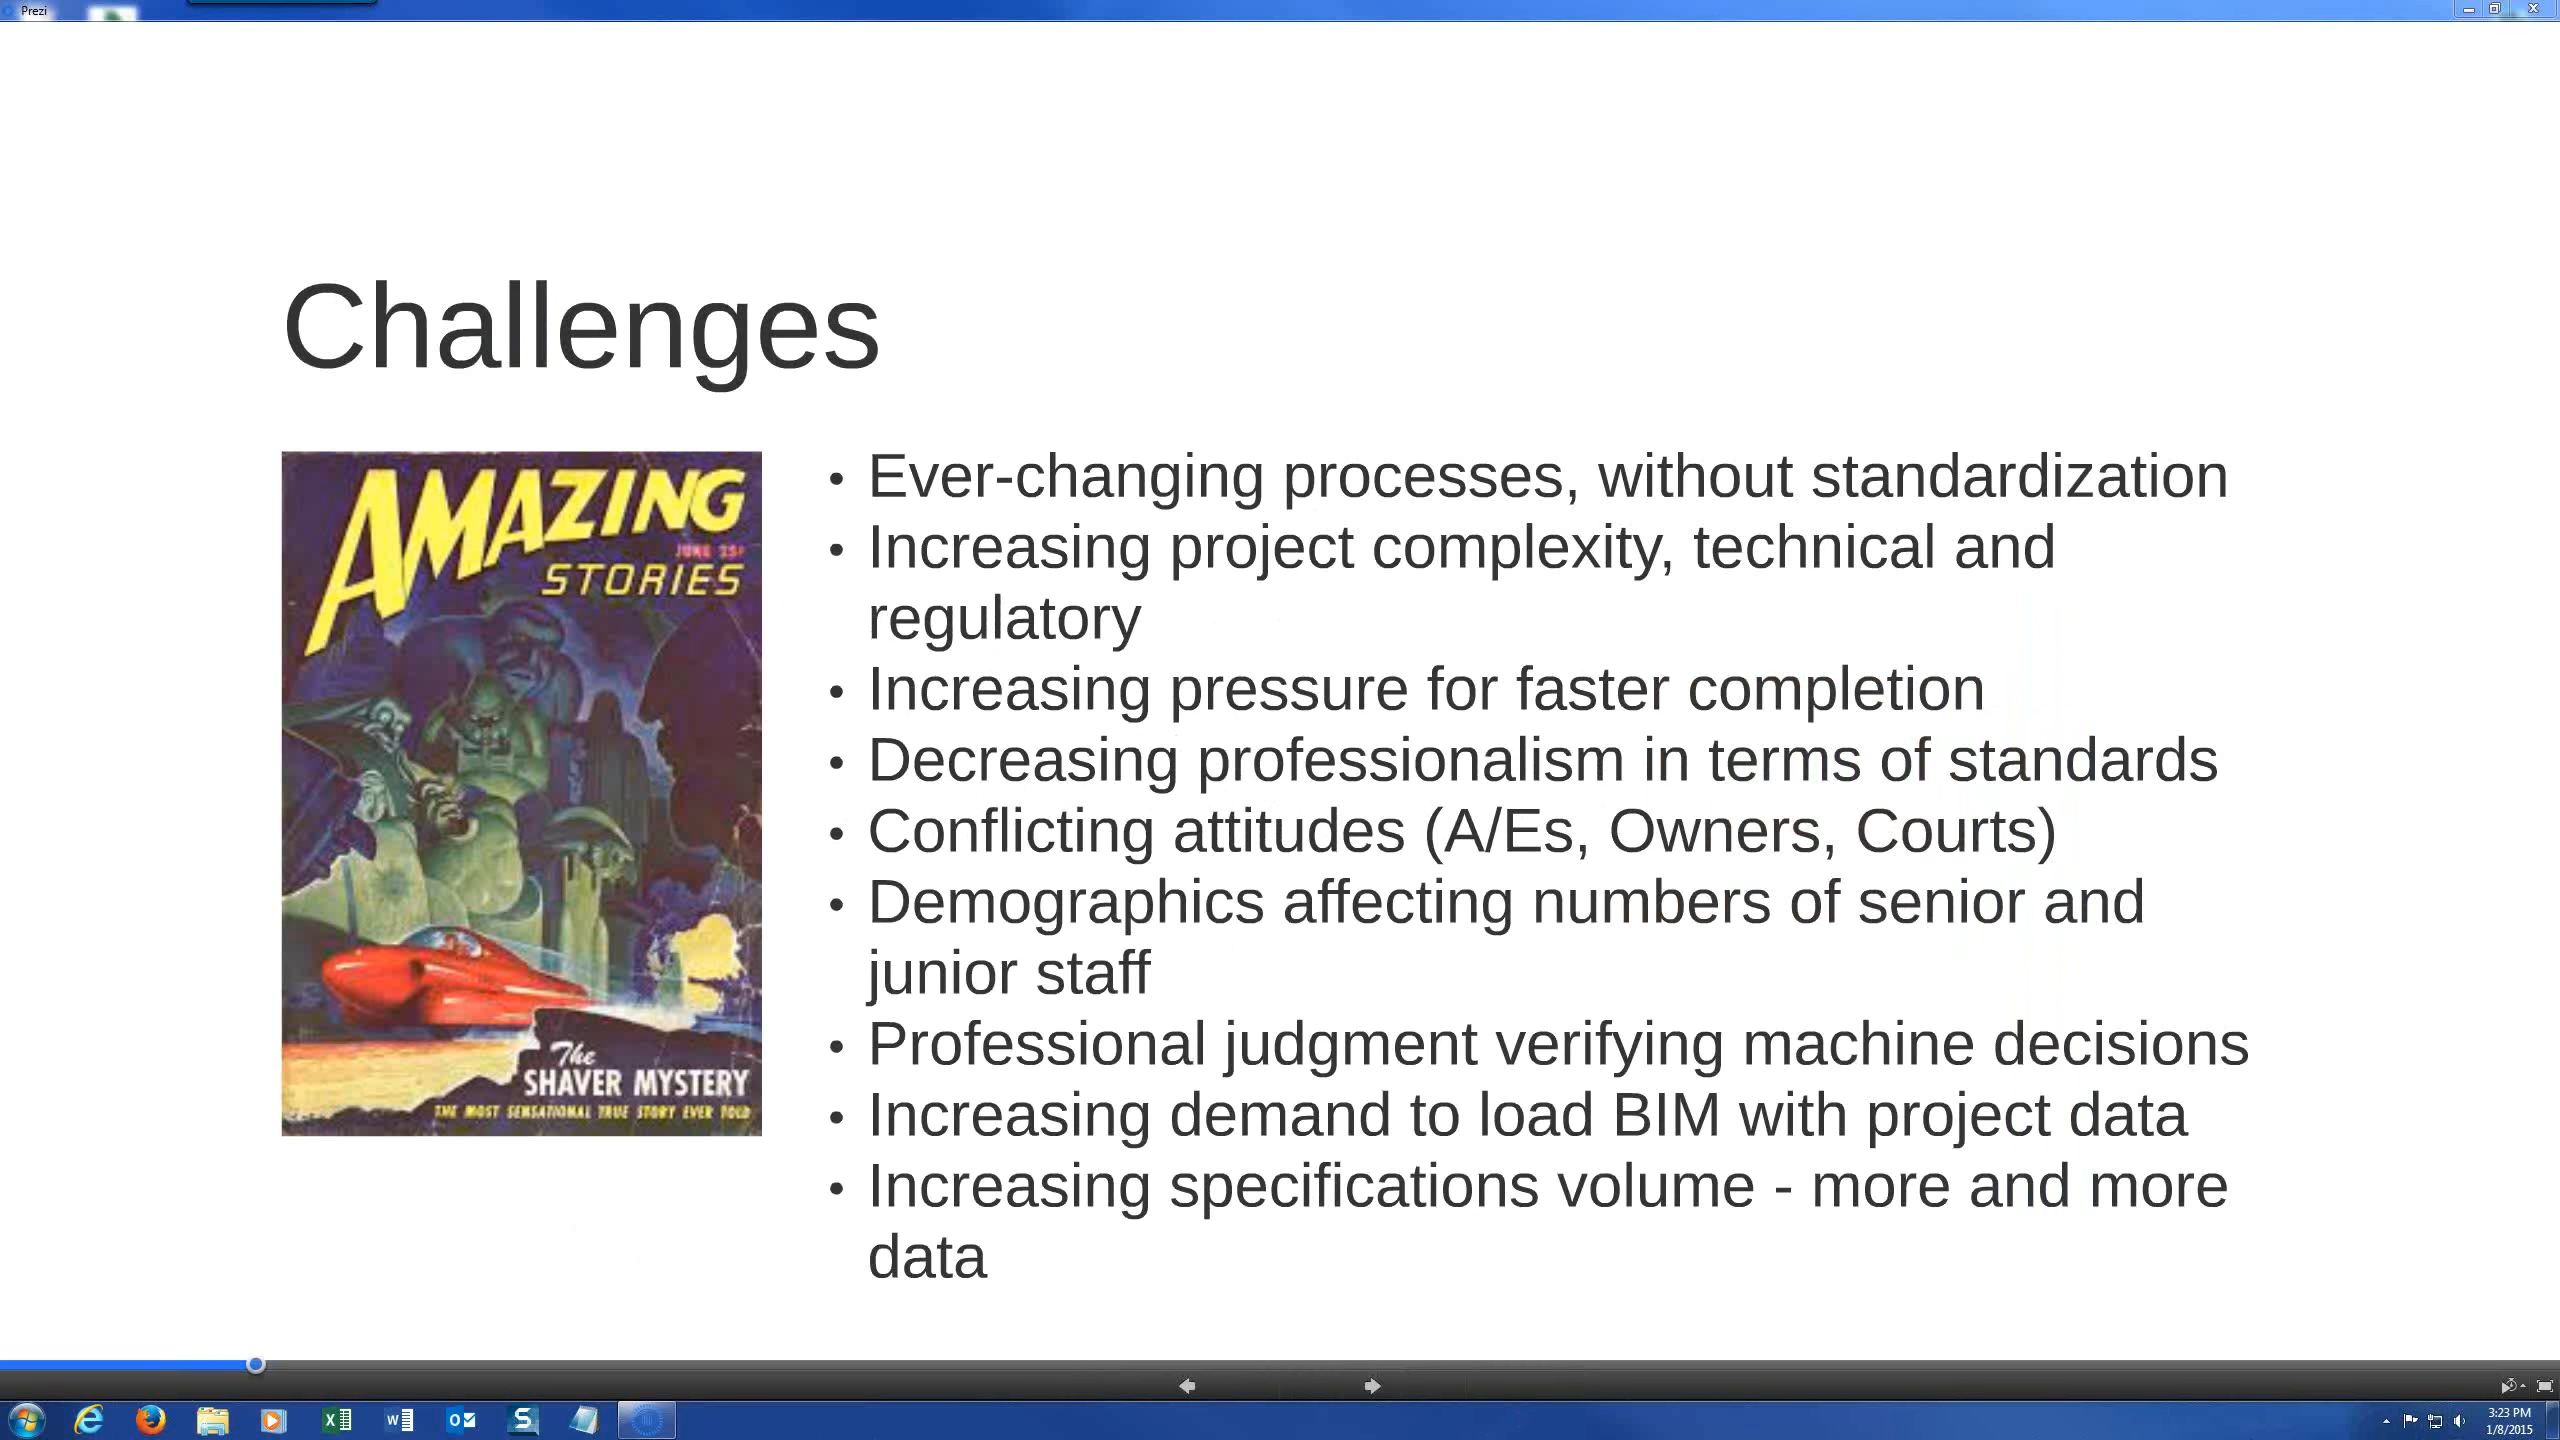 Prezi
Challenges
AMAZING
JUNE 25¢
STORIES
The
SHAVER MYSTERY
THE MOST SENSATIONAL TRUE STORY EVER TOLD
• Ever-changing processes, without standardization
• Increasing project complexity, technical and
regulatory
• Increasing pressure for faster completion
• Decreasing professionalism in terms of standards
• Conflicting attitudes (A/Es, Owners, Courts)
• Demographics affecting numbers of senior and
junior staff
• Professional judgment verifying machine decisions
• Increasing demand to load BIM with project data
• Increasing specifications volume - more and more
data
3:23 PM
1/8/2015